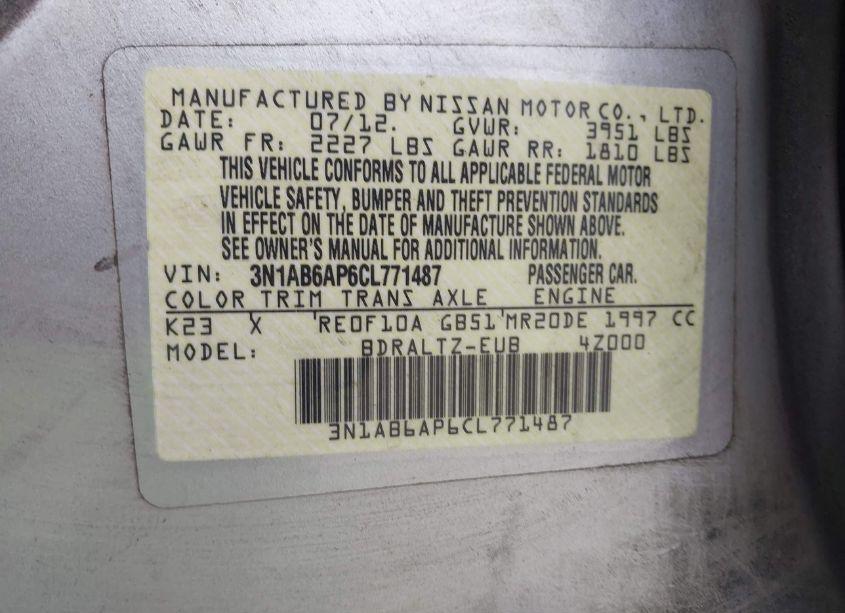 MANUFACTURED BY NISSAN MOTOR CO., LTD.
DATE: 07/12. GVWR: 3951 LBS
GAWR FR: 2227 LBS GAWR RR: 1810 LBS
THIS VEHICLE CONFORMS TO ALL APPLICABLE FEDERAL MOTOR
VEHICLE SAFETY, BUMPER AND THEFT PREVENTION STANDARDS
IN EFFECT ON THE DATE OF MANUFACTURE SHOWN ABOVE.
SEE OWNER'S MANUAL FOR ADDITIONAL INFORMATION.
VIN: 3N1AB6AP6CL771487 PASSENGER CAR.
COLOR TRIM TRANS AXLE ENGINE
K23 X RE0F10A GB51 MR20DE 1997 CC
MODEL: BDRALTZ-EUB 4Z000
3N1AB6AP6CL771487